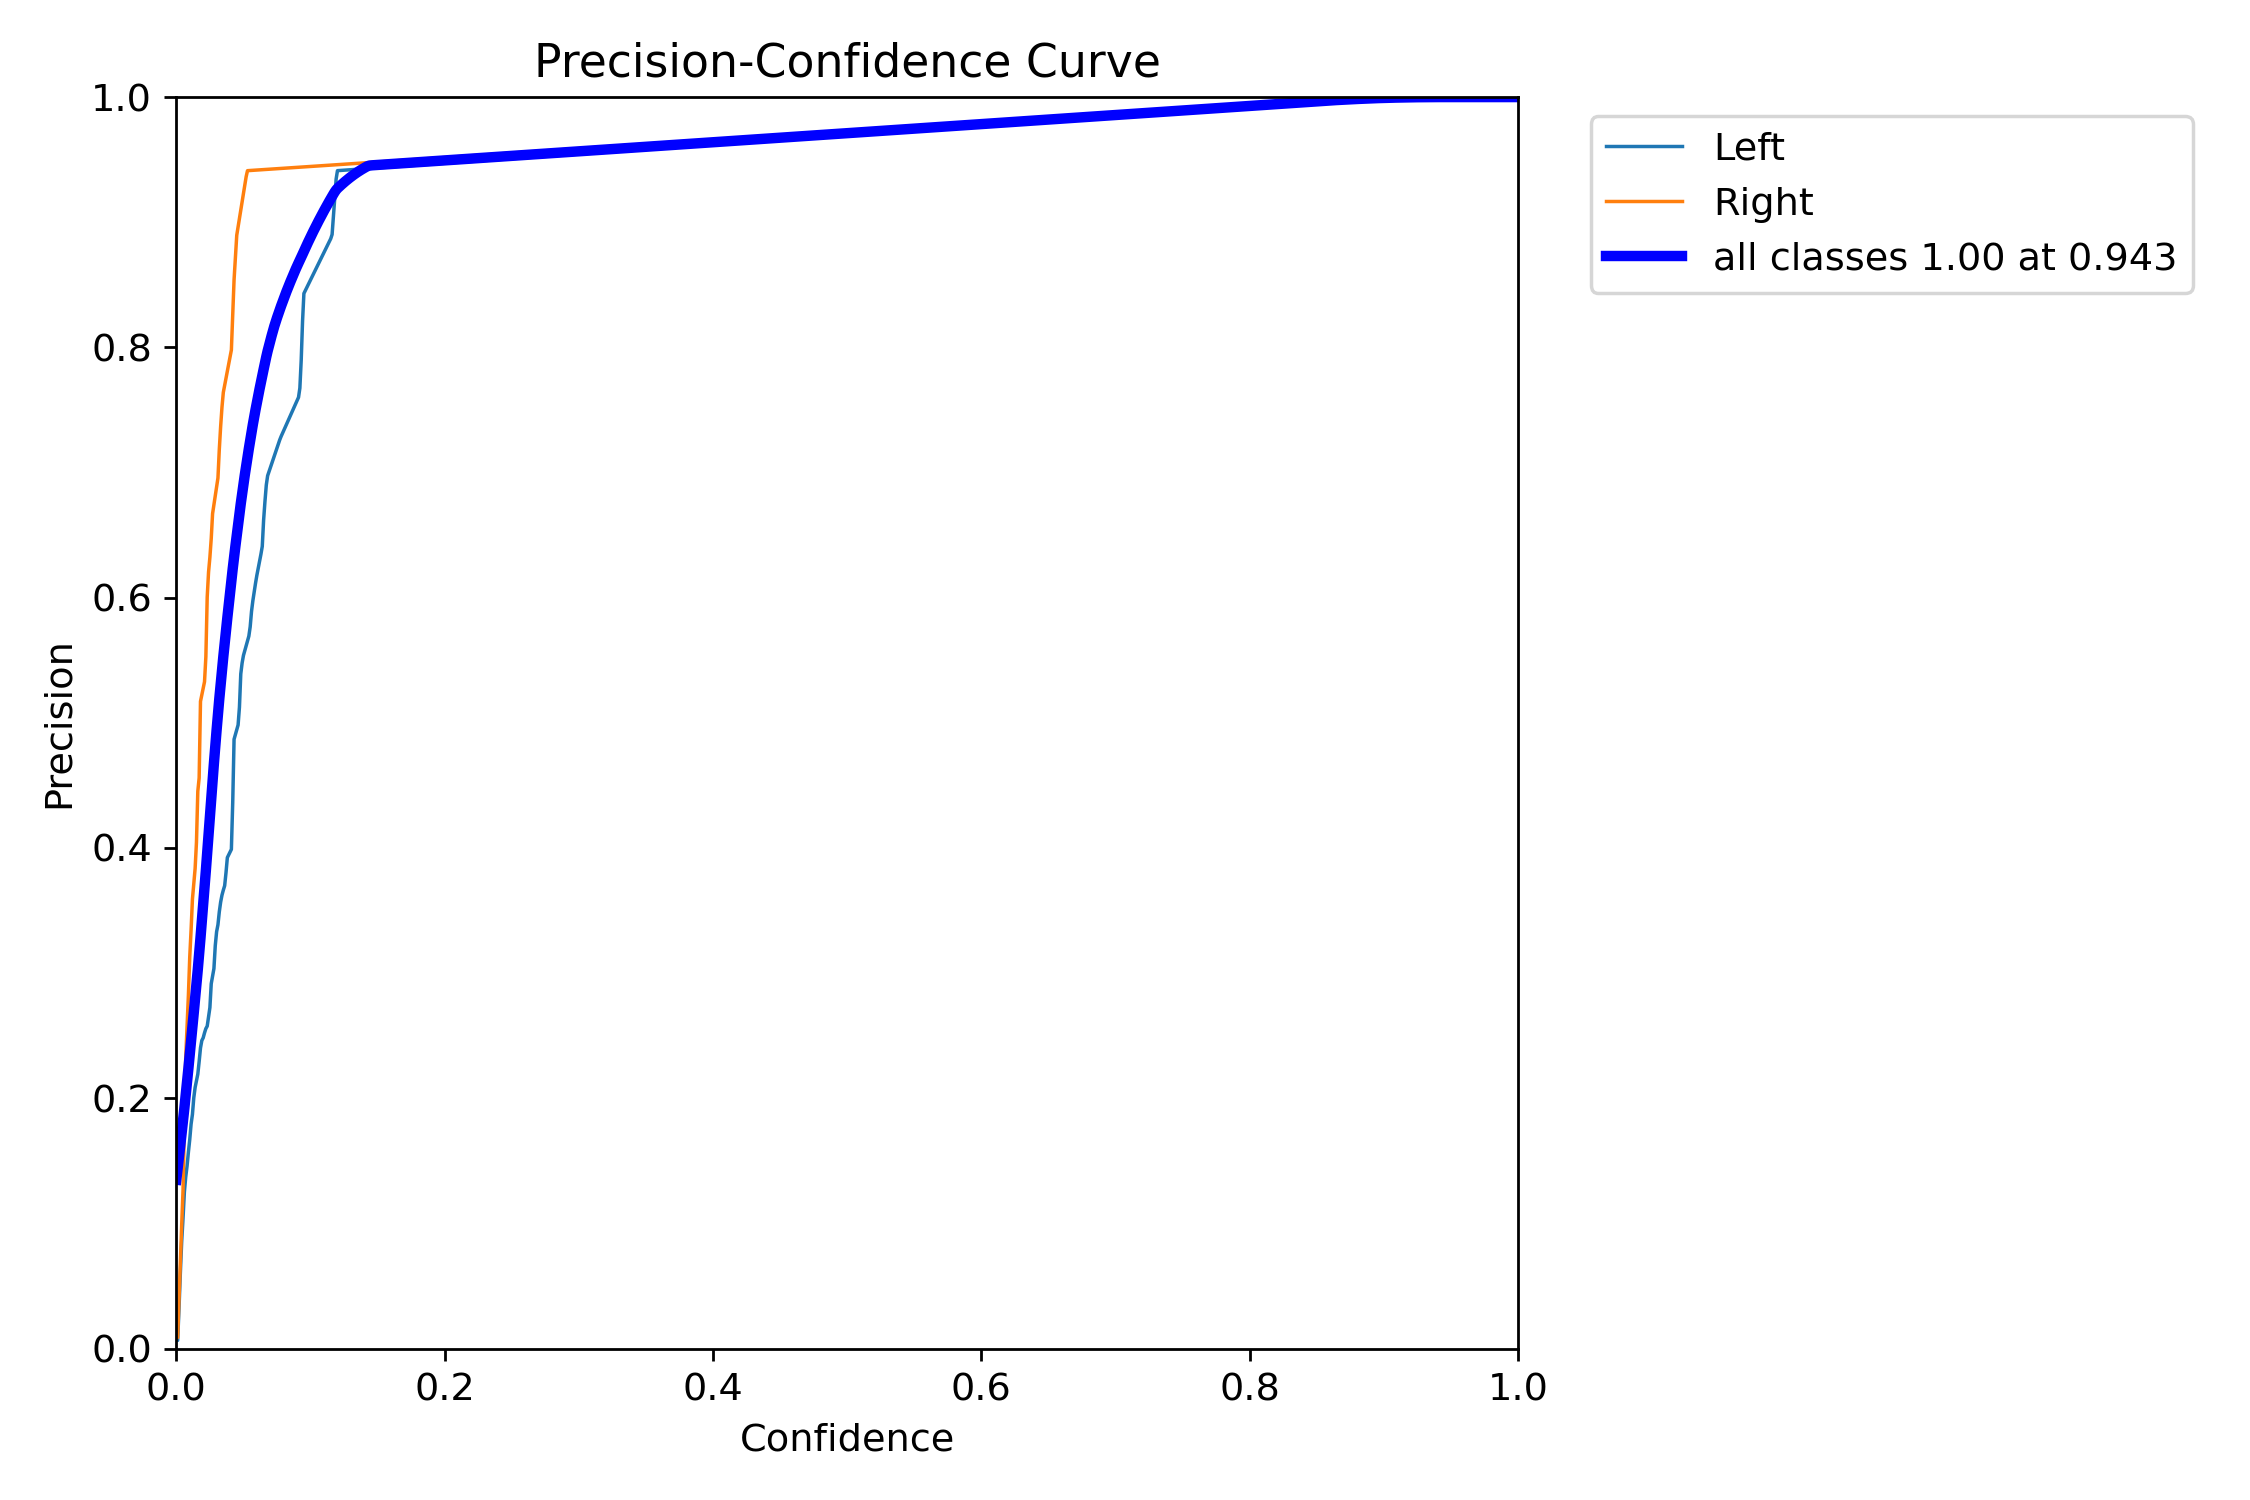 Precision-Confidence Curve
1.0
0.8
0.6
0.4
0.2
0.0
Precision
0.0 0.2 0.4 0.6 0.8 1.0
Confidence
Left
Right
all classes 1.00 at 0.943